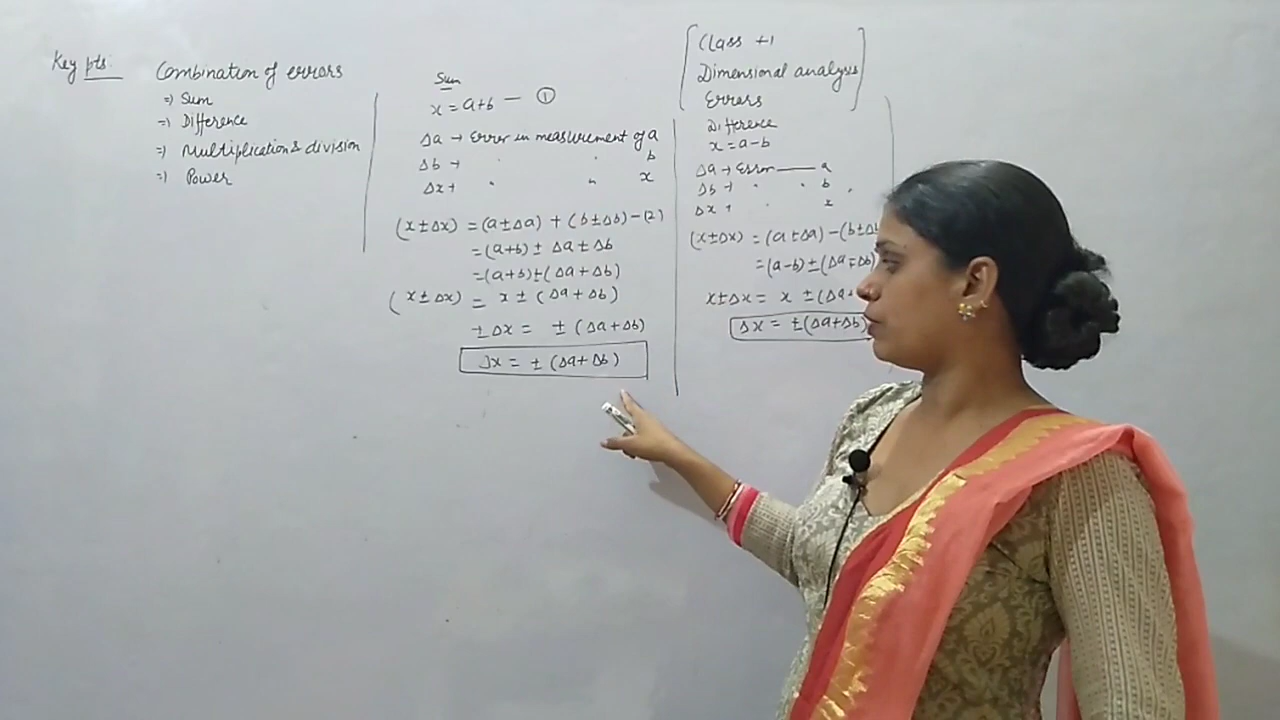 Key pts.
Combination of errors
=) Sum
=) Difference
=) Multiplication & division
=) Power
Sum
x = a+b — ①
Δa → Error in measurement of a
Δb → " " b
Δx → " " x
(x±Δx) = (a±Δa) + (b±Δb) – (2)
= (a+b) ± Δa ± Δb
= (a+b) ± (Δa + Δb)
(x±Δx) = x ± (Δa + Δb)
±Δx = ± (Δa + Δb)
Δx = ± (Δa + Δb)
Class +1
Dimensional analysis
Errors
Difference
x = a-b
Δa → Error —— a
Δb → " " b
Δx → " x
(x±Δx) = (a±Δa) – (b±Δb
= (a-b) ± (Δa + Δb)
x±Δx = x ± (Δa+
Δx = ±(Δa+Δb)